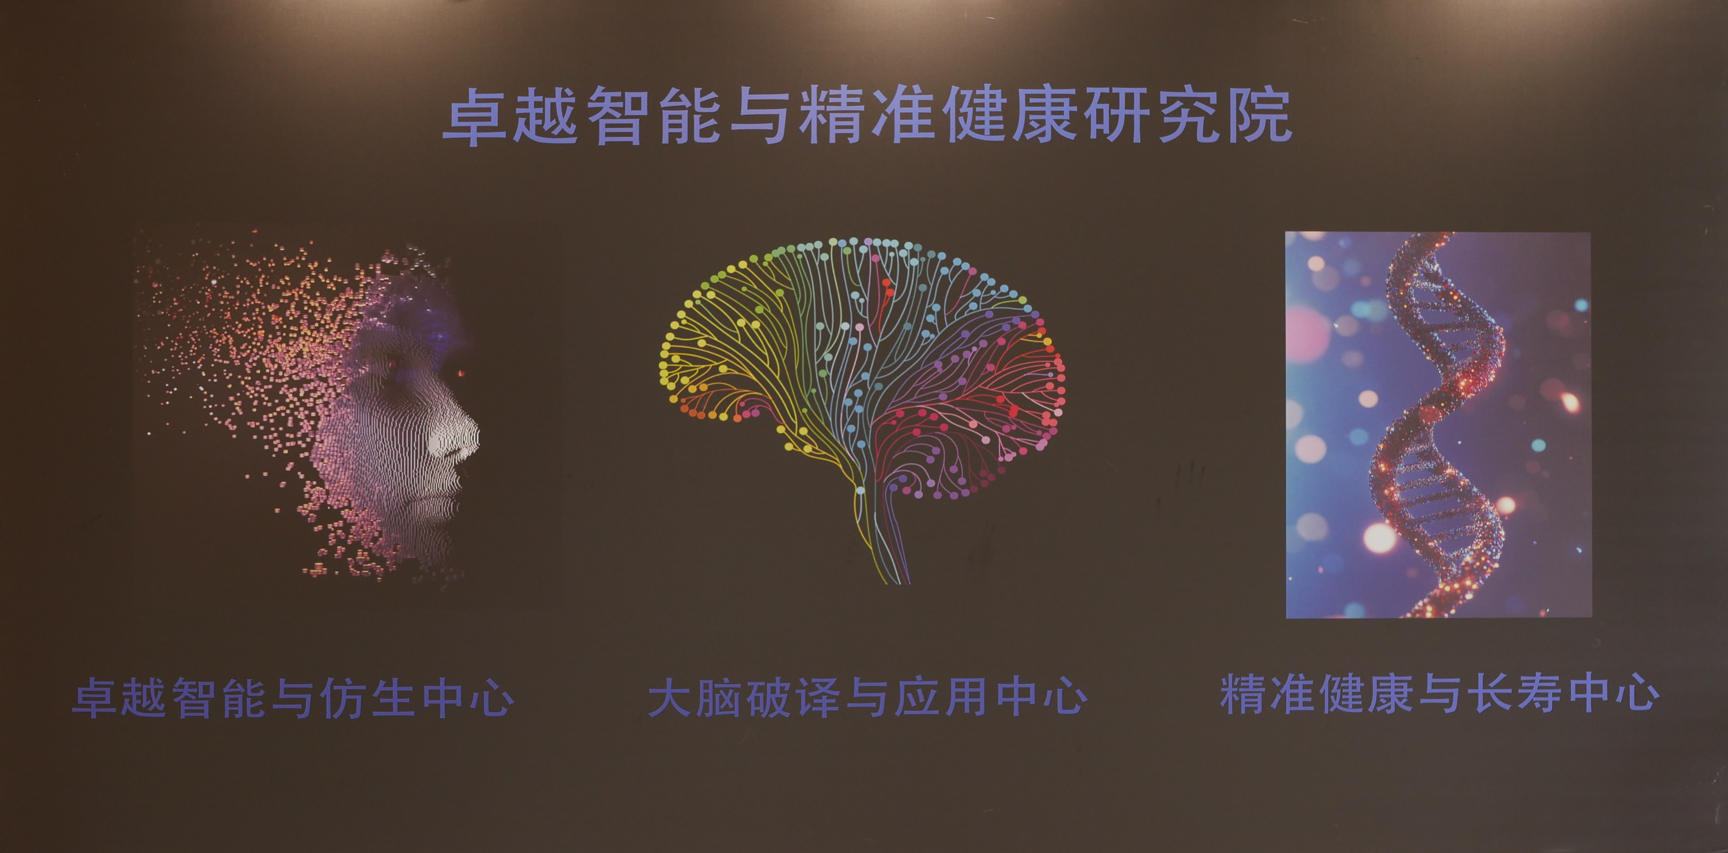 卓越智能与精准健康研究院
卓越智能与仿生中心
大脑破译与应用中心
精准健康与长寿中心